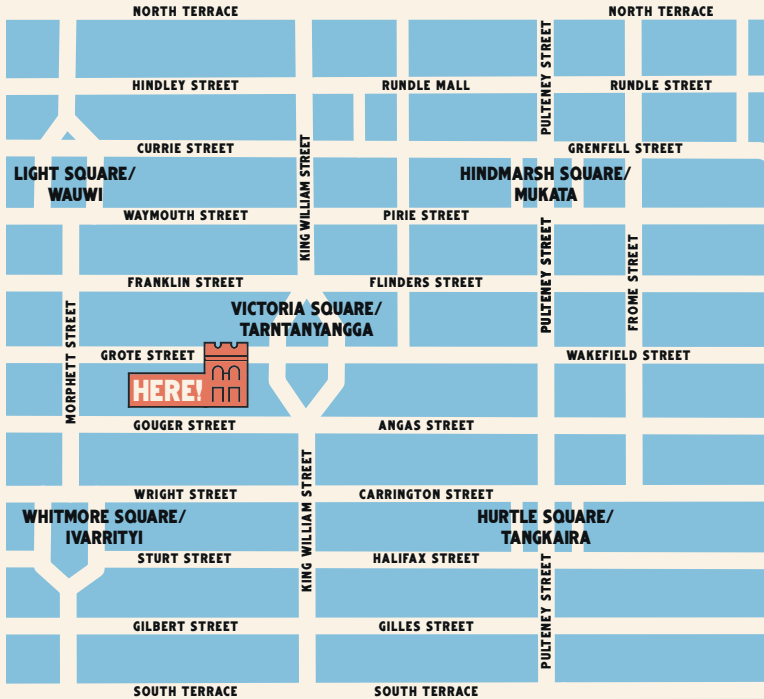 NORTH TERRACE
NORTH TERRACE
PULTENEY STREET
HINDLEY STREET
RUNDLE MALL
RUNDLE STREET
KING WILLIAM STREET
CURRIE STREET
GRENFELL STREET
LIGHT SQUARE/
WAUWI
HINDMARSH SQUARE/
MUKATA
WAYMOUTH STREET
PIRIE STREET
PULTENEY STREET
FROME STREET
FRANKLIN STREET
FLINDERS STREET
MORPHETT STREET
VICTORIA SQUARE/
TARNTANYANGGA
GROTE STREET
WAKEFIELD STREET
HERE!
GOUGER STREET
ANGAS STREET
KING WILLIAM STREET
WRIGHT STREET
CARRINGTON STREET
WHITMORE SQUARE/
IVARRITYI
HURTLE SQUARE/
TANGKAIRA
STURT STREET
HALIFAX STREET
PULTENEY STREET
GILBERT STREET
GILLES STREET
SOUTH TERRACE
SOUTH TERRACE